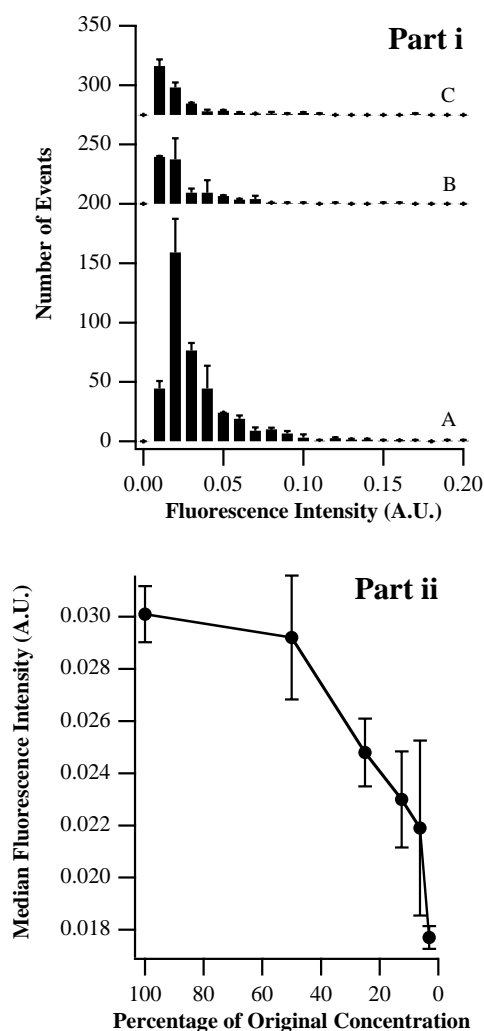 Part i
350
300
250
200
150
100
50
0
Number of Events
C
B
A
0.00 0.05 0.10 0.15 0.20
Fluorescence Intensity (A.U.)
Part ii
0.030
0.028
0.026
0.024
0.022
0.020
0.018
Median Fluorescence Intensity (A.U.)
100 80 60 40 20 0
Percentage of Original Concentration